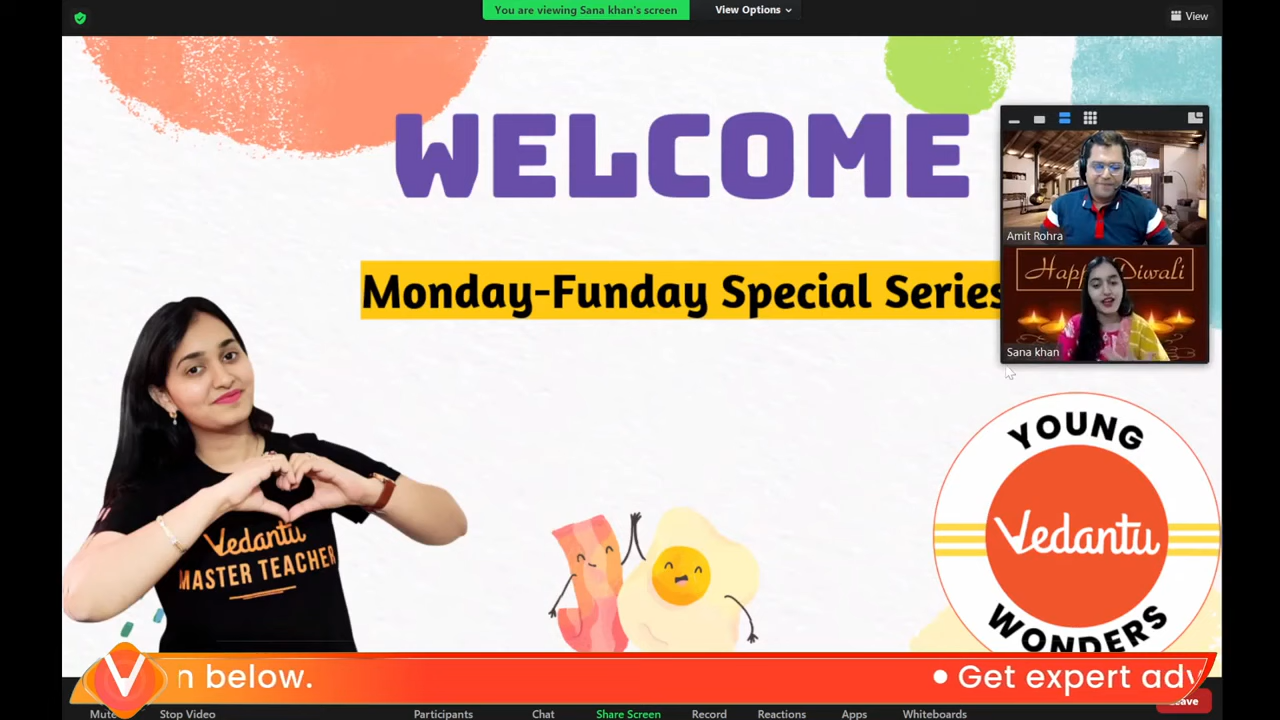 You are viewing Sana khan's screen
View Options
View
WELCOME
Monday-Funday Special Series
Amit Rohra
Happy Diwali
Sana khan
YOUNG
Vedantu
WONDERS
Vedantu
MASTER TEACHER
n below.
• Get expert adv
Mute
Stop Video
Participants
Chat
Share Screen
Record
Reactions
Apps
Whiteboards
Leave